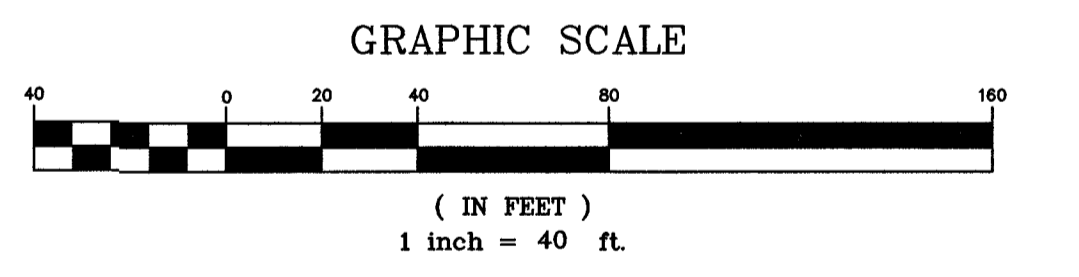 GRAPHIC SCALE
40 0 20 40 80 160
( IN FEET )
1 inch = 40 ft.